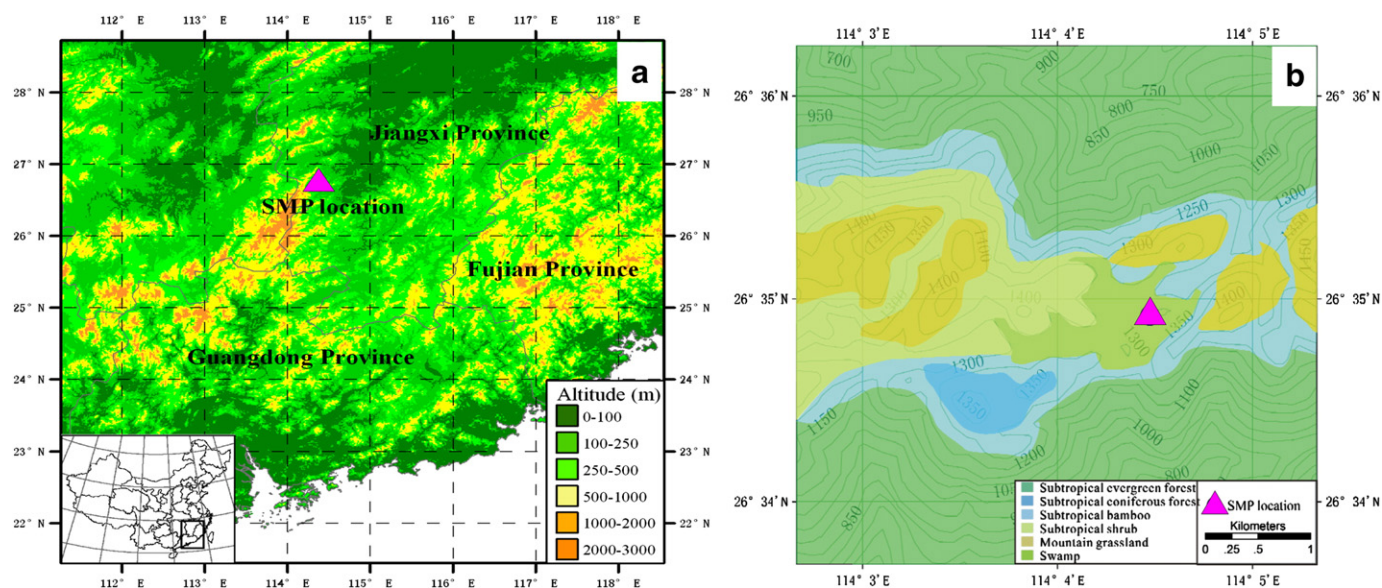 112 E 113 E 114 E 115 E 116 E 117 E 118 E
a
28° N 28° N
27° N 27° N
26° N 26° N
25° N 25° N
24° N 24° N
23° N 23° N
22° N 22° N
Jiangxi Province
SMP location
Fujian Province
Guangdong Province
Altitude (m)
0-100
100-250
250-500
500-1000
1000-2000
2000-3000
112 E 113 E 114 E 115 E 116 E 117 E 118 E
114° 3'E 114° 4'E 114° 5'E
b
26° 36'N 26° 36'N
26° 35'N 26° 35'N
26° 34'N 26° 34'N
700
900
750
950
800
850
1000
1050
1300
1250
1350
1400
1450
1350
1300
1450
1400
1400
1400
1350
1350
1300
1300
1350
1350
1150
1100
1200
1000
800
850
Subtropical evergreen forest
Subtropical coniferous forest
Subtropical bamboo
Subtropical shrub
Mountain grassland
Swamp
SMP location
Kilometers
0 .25 .5 1
114° 3'E 114° 4'E 114° 5'E